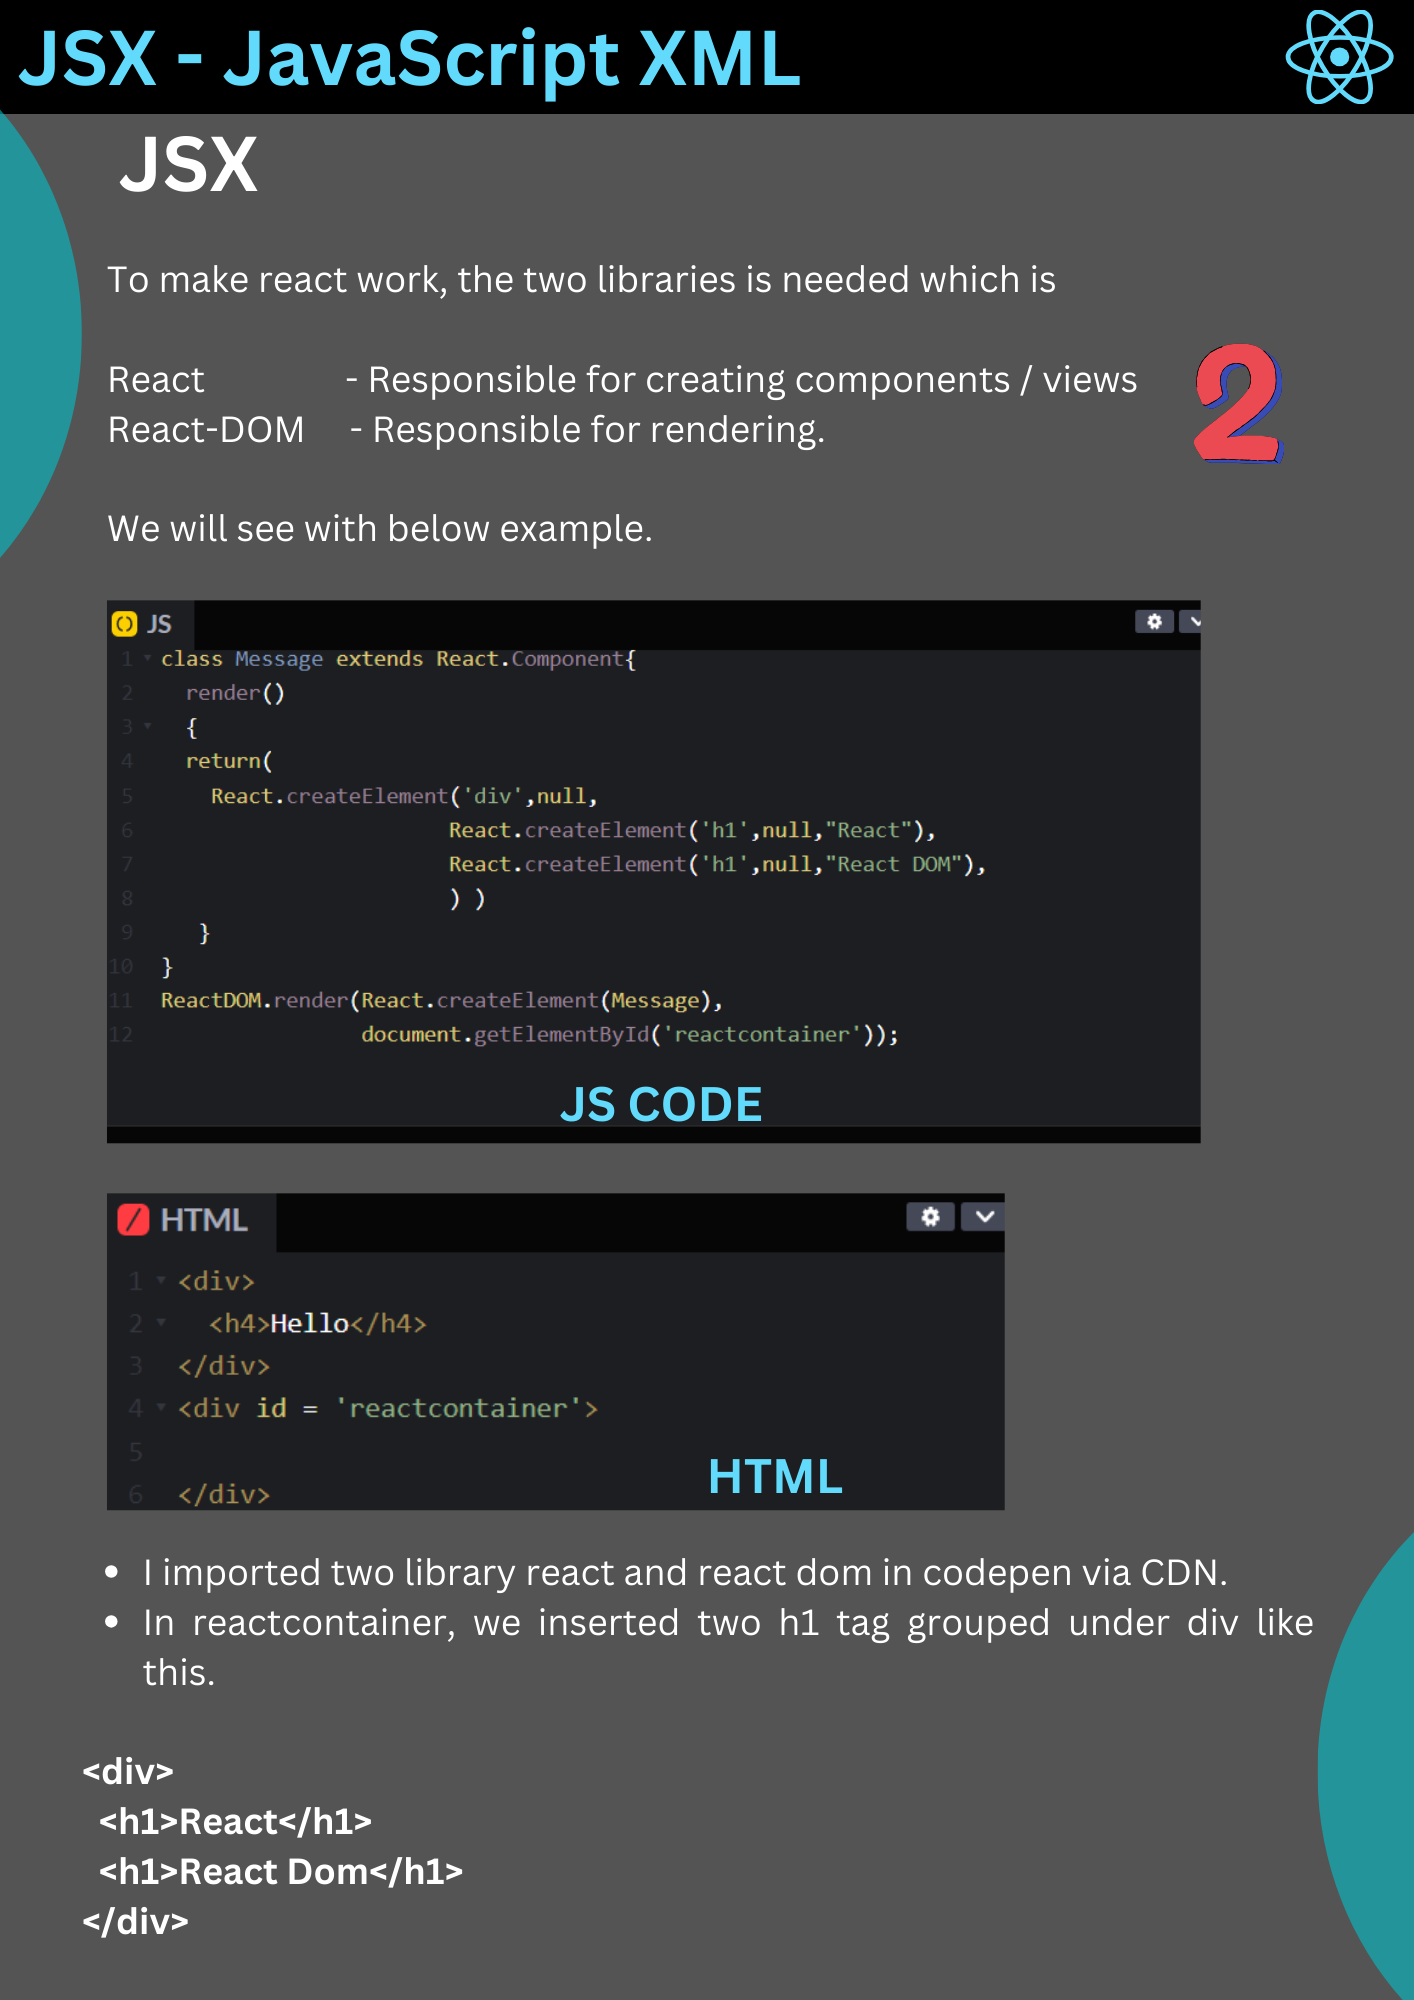 JSX - JavaScript XML
JSX
To make react work, the two libraries is needed which is
React - Responsible for creating components / views
React-DOM - Responsible for rendering.
2
We will see with below example.
JS
1 class Message extends React.Component{
2 render()
3 {
4 return(
5 React.createElement('div',null,
6 React.createElement('h1',null,"React"),
7 React.createElement('h1',null,"React DOM"),
8 ) )
9 }
10 }
11 ReactDOM.render(React.createElement(Message),
12 document.getElementById('reactcontainer'));
JS CODE
HTML
1 <div>
2 <h4>Hello</h4>
3 </div>
4 <div id = 'reactcontainer'>
5
6 </div>
HTML
• I imported two library react and react dom in codepen via CDN.
• In reactcontainer, we inserted two h1 tag grouped under div like
this.
<div>
<h1>React</h1>
<h1>React Dom</h1>
</div>